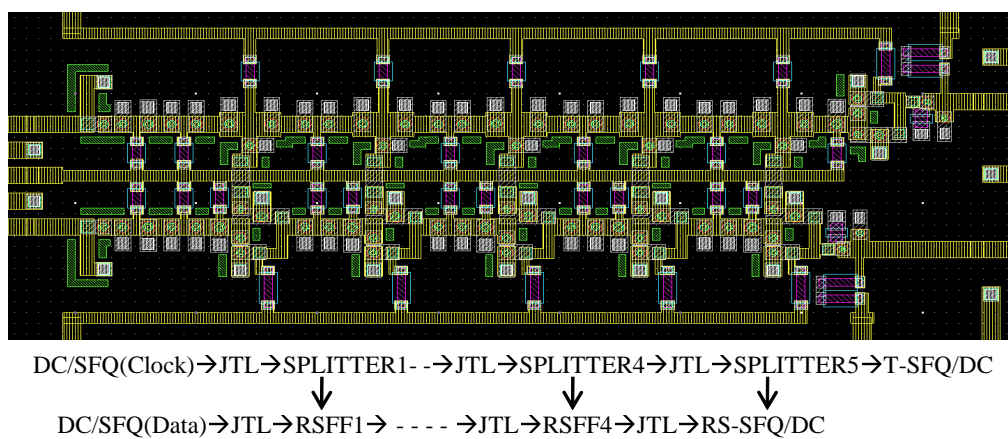 DC/SFQ(Clock)→JTL→SPLITTER1- -→JTL→SPLITTER4→JTL→SPLITTER5→T-SFQ/DC
DC/SFQ(Data)→JTL→RSFF1→ - - - - →JTL→RSFF4→JTL→RS-SFQ/DC